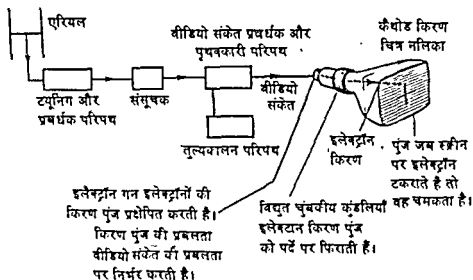 एरियल
ट्यूनिंग और
प्रवर्धक परिपथ
संसूचक
वीडियो संकेत प्रवर्धक और
पृथक्कारी परिपथ
वीडियो
संकेत
तुल्यकालन परिपथ
कैथोड किरण
चित्र नलिका
इलेक्ट्रॉन
किरण
पुंज जब स्क्रीन
पर इलेक्ट्रॉन
टकराते है तो
वह चमकता है।
इलैक्ट्रॉन गन इलेक्ट्रॉनों की
किरण पुंज प्रक्षेपित करती है।
किरण पुंज की प्रबलता
वीडियो संकेत की प्रबलता
पर निर्भर करती है।
विद्युत चुंबकीय कुंडलियाँ
इलेक्टान किरण पुंज
को पर्दे पर फिराती हैं।